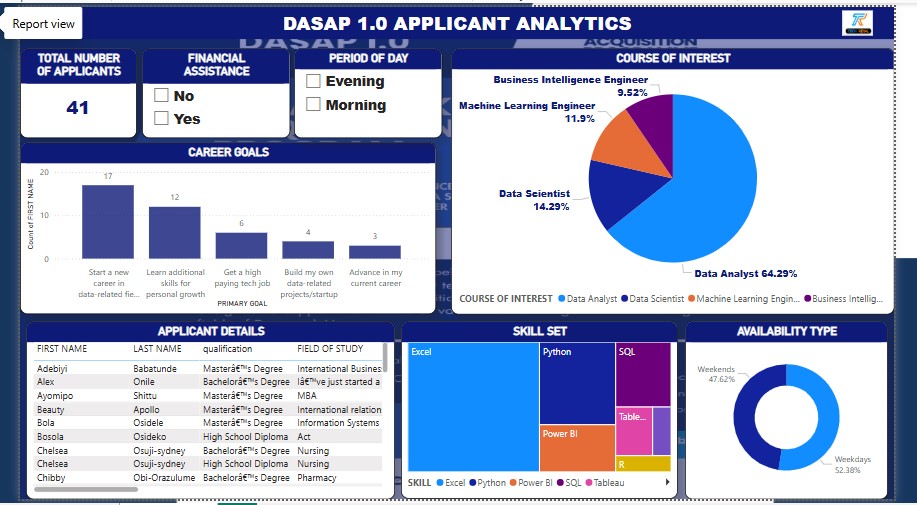 Report view
DASAP 1.0 APPLICANT ANALYTICS
DASAP 1.0
ACQUISITION
TOTAL NUMBER
OF APPLICANTS
41
FINANCIAL
ASSISTANCE
No
Yes
PERIOD OF DAY
Evening
Morning
COURSE OF INTEREST
Business Intelligence Engineer
9.52%
Machine Learning Engineer
11.9%
Data Scientist
14.29%
Data Analyst 64.29%
COURSE OF INTEREST Data Analyst Data Scientist Machine Learning Engin... Business Intellig...
CAREER GOALS
Count of FIRST NAME
20
10
0
17
12
6
4
3
Start a new
career in
data-related fie...
Learn additional
skills for
personal growth
Get a high
paying tech job
Build my own
data-related
projects/startup
Advance in my
current career
PRIMARY GOAL
APPLICANT DETAILS
FIRST NAME LAST NAME qualification FIELD OF STUDY
Adebiyi Babatunde Masterâ€™s Degree International Busines
Alex Onile Bachelorâ€™s Degree Iâ€™ve just started a
Ayomipo Shittu Masterâ€™s Degree MBA
Beauty Apollo Masterâ€™s Degree International relation
Bola Osidele Masterâ€™s Degree Information Systems
Bosola Osideko High School Diploma Act
Chelsea Osuji-sydney Bachelorâ€™s Degree Nursing
Chelsea Osuji-sydney High School Diploma Nursing
Chibby Obi-Orazulume Bachelorâ€™s Degree Pharmacy
SKILL SET
Excel
Python
Power BI
SQL
Table...
R
SKILL Excel Python Power BI SQL Tableau
AVAILABILITY TYPE
Weekends
47.62%
Weekdays
52.38%